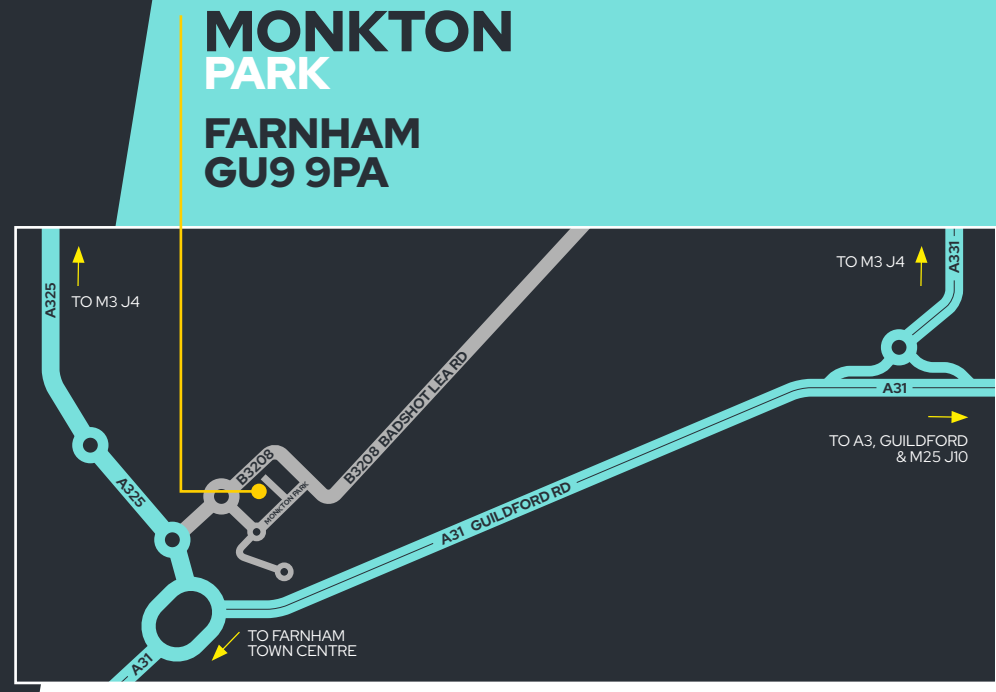 MONKTON
PARK
FARNHAM
GU9 9PA
TO M3 J4
A331
A325
TO M3 J4
A31
TO A3, GUILDFORD
& M25 J10
B3208 BADSHOT LEA RD
B3208
A325
MONKTON PARK
A31 GUILDFORD RD
TO FARNHAM
TOWN CENTRE
A31